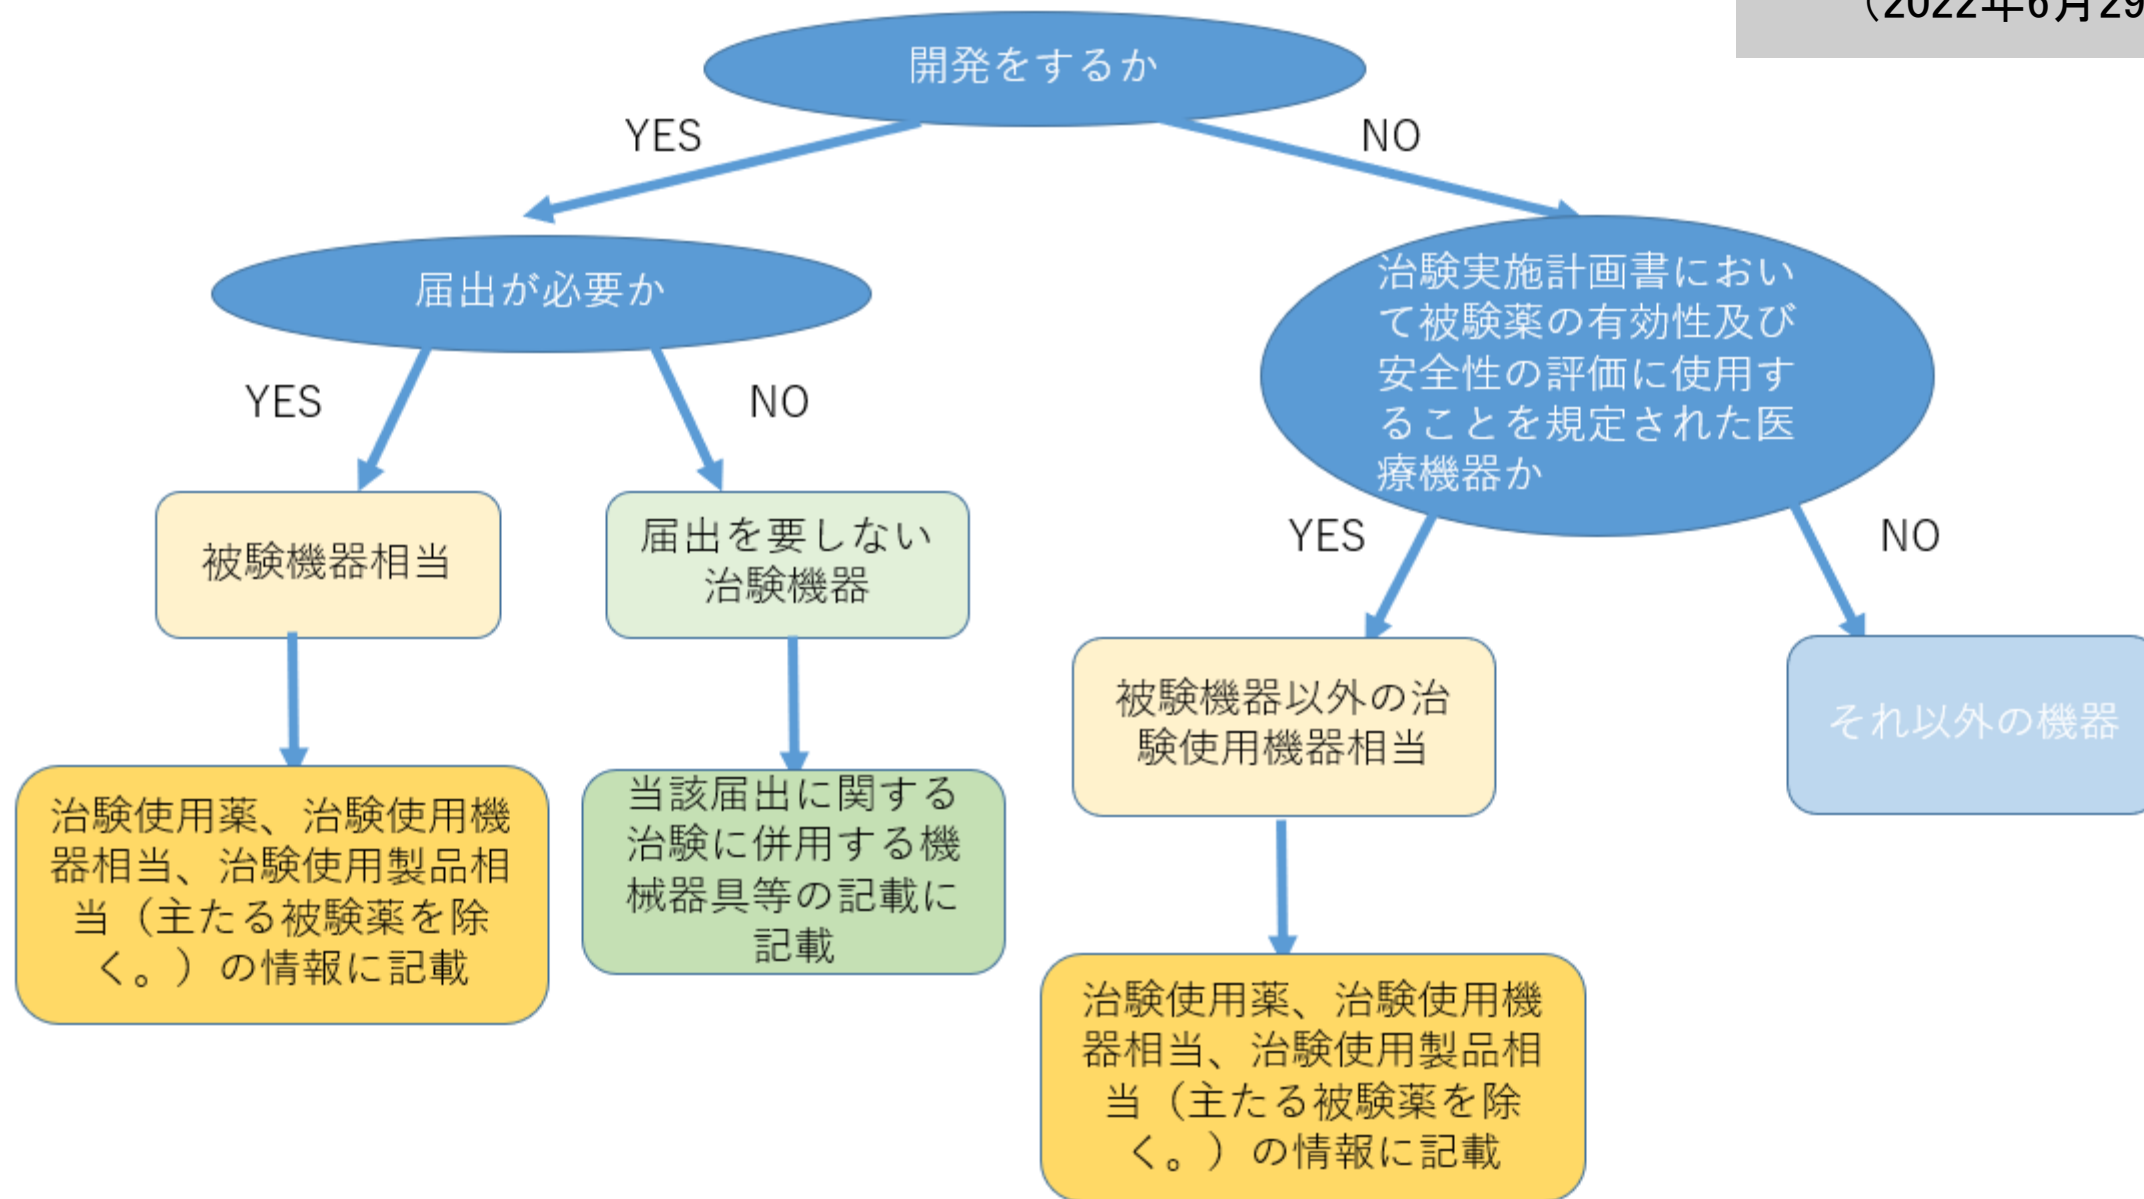 （2022年6月29
開発をするか
YES
NO
届出が必要か
治験実施計画書におい
て被験薬の有効性及び
安全性の評価に使用す
ることを規定された医
療機器か
YES
NO
YES
NO
被験機器相当
届出を要しない
治験機器
被験機器以外の治
験使用機器相当
それ以外の機器
治験使用薬、治験使用機
器相当、治験使用製品相
当（主たる被験薬を除
く。）の情報に記載
当該届出に関する
治験に併用する機
械器具等の記載に
記載
治験使用薬、治験使用機
器相当、治験使用製品相
当（主たる被験薬を除
く。）の情報に記載